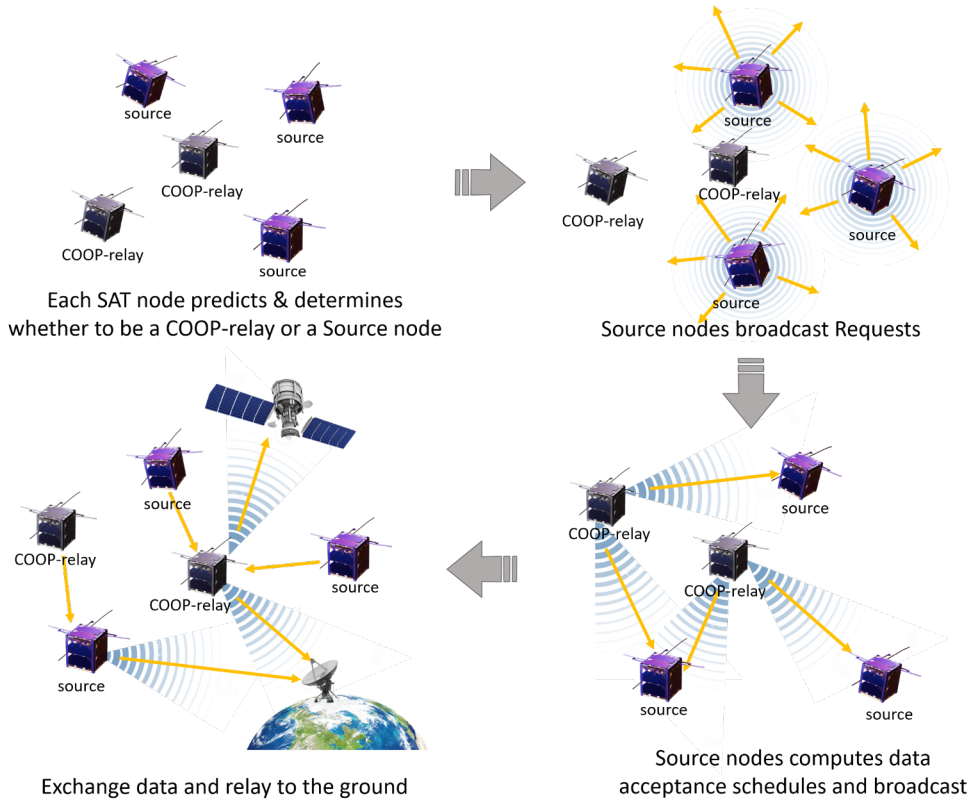 source
source
COOP-relay
COOP-relay
source
Each SAT node predicts & determines
whether to be a COOP-relay or a Source node
source
COOP-relay
COOP-relay
source
source
Source nodes broadcast Requests
source
COOP-relay
COOP-relay
source
source
Source nodes computes data
acceptance schedules and broadcast
source
COOP-relay
source
COOP-relay
source
Exchange data and relay to the ground